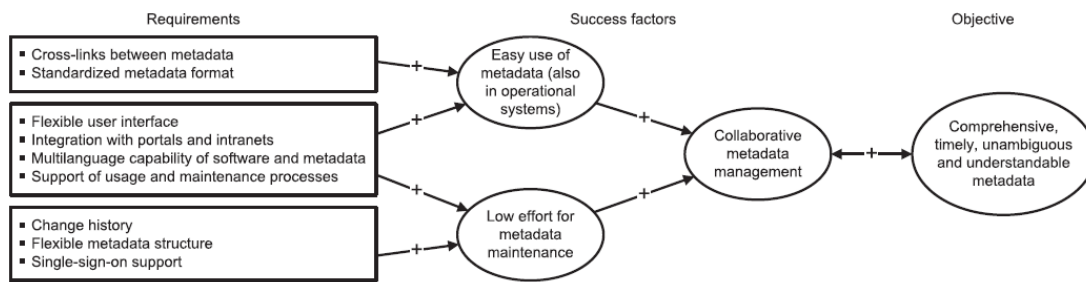 Requirements
Success factors
Objective
▪ Cross-links between metadata
▪ Standardized metadata format
▪ Flexible user interface
▪ Integration with portals and intranets
▪ Multilanguage capability of software and metadata
▪ Support of usage and maintenance processes
▪ Change history
▪ Flexible metadata structure
▪ Single-sign-on support
+
+
+
+
Easy use of
metadata (also
in operational
systems)
Low effort for
metadata
maintenance
+
+
Collaborative
metadata
management
+
Comprehensive,
timely, unambiguous
and understandable
metadata